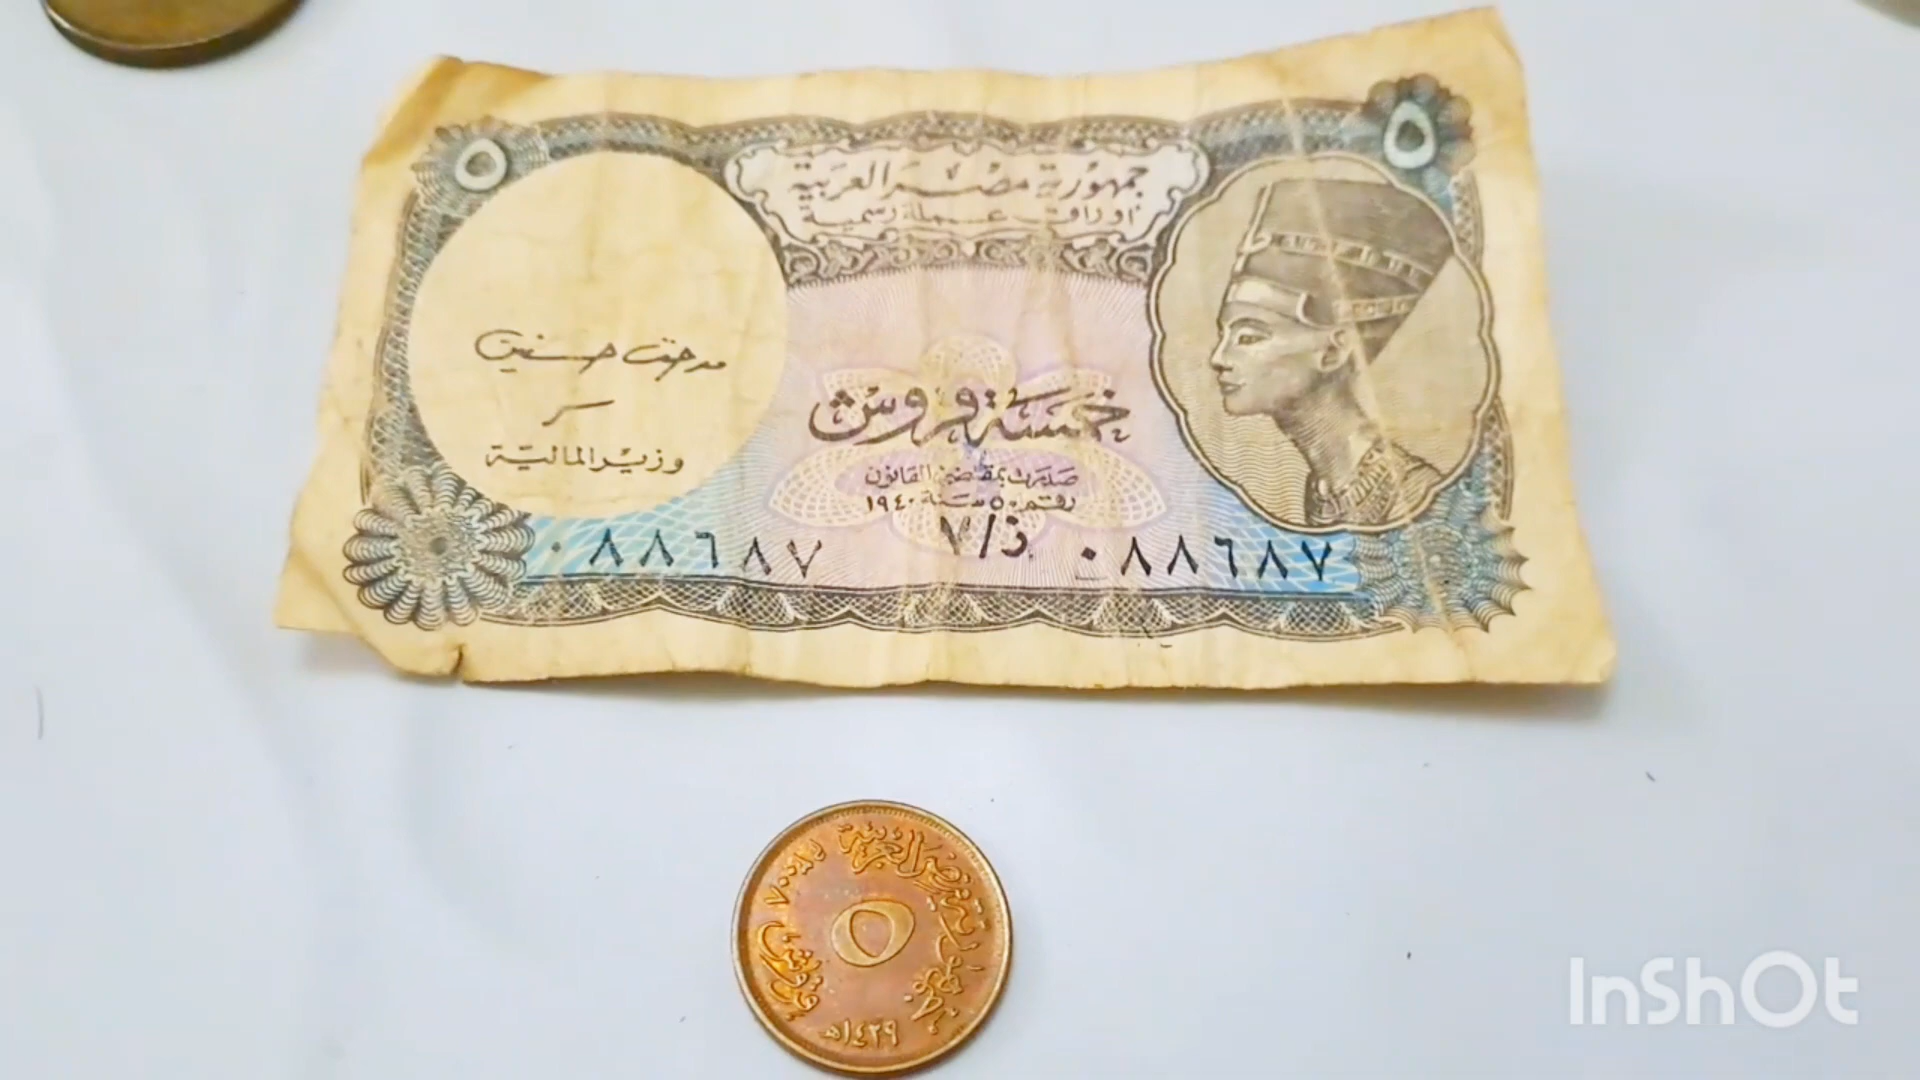 ٥
٥
جمهورية مصر العربية
أوراق عملة رسمية
مدحت حسنين
وزير المالية
خمسة قروش
صدرت بمقتضى القانون
رقم ٥٠ سنة ١٩٤٠
٠٨٨٦٨٧
ذ/٧
٠٨٨٦٨٧
جمهورية مصر العربية
٥
قروش
١٤٢٩هـ
InShOt